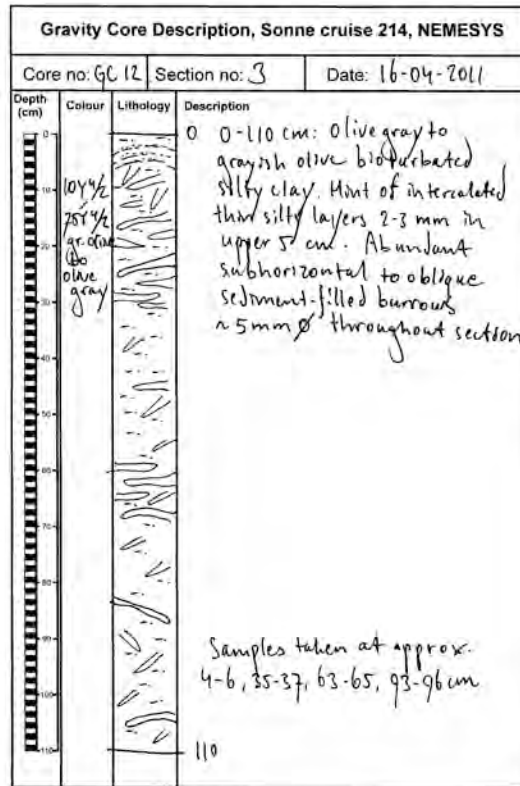 Gravity Core Description, Sonne cruise 214, NEMESYS
Core no: GC 12 Section no: 3 Date: 16-04-2011
Depth (cm) Colour Lithology Description
0
10
20
30
40
50
60
70
80
90
100
110
10Y4/2
7.5Y4/2
gr. olive
to
olive
gray
0
0-110 cm: Olive gray to
grayish olive bioturbated
silty clay. Hint of intercalated
thin silty layers 2-3 mm in
upper 5 cm. Abundant
subhorizontal to oblique
sediment-filled burrows
~ 5mm Ø throughout section
Samples taken at approx.
4-6, 35-37, 63-65, 93-96 cm
110